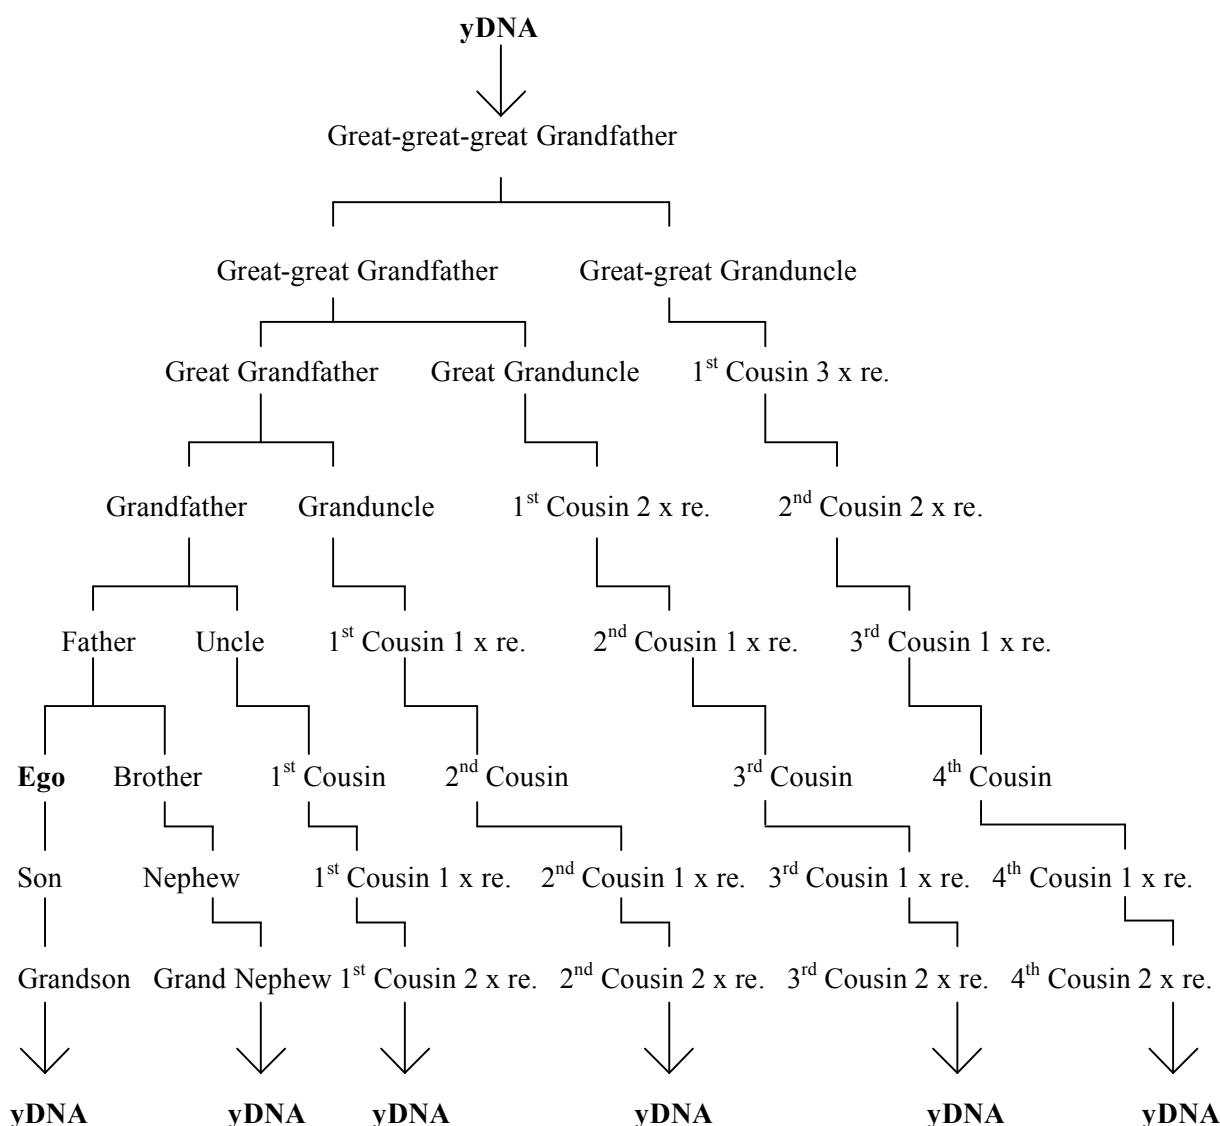 yDNA
Great-great-great Grandfather
Great-great Grandfather Great-great Granduncle
Great Grandfather Great Granduncle 1st Cousin 3 x re.
Grandfather Granduncle 1st Cousin 2 x re. 2nd Cousin 2 x re.
Father Uncle 1st Cousin 1 x re. 2nd Cousin 1 x re. 3rd Cousin 1 x re.
Ego Brother 1st Cousin 2nd Cousin 3rd Cousin 4th Cousin
Son Nephew 1st Cousin 1 x re. 2nd Cousin 1 x re. 3rd Cousin 1 x re. 4th Cousin 1 x re.
Grandson Grand Nephew 1st Cousin 2 x re. 2nd Cousin 2 x re. 3rd Cousin 2 x re. 4th Cousin 2 x re.
yDNA yDNA yDNA yDNA yDNA yDNA